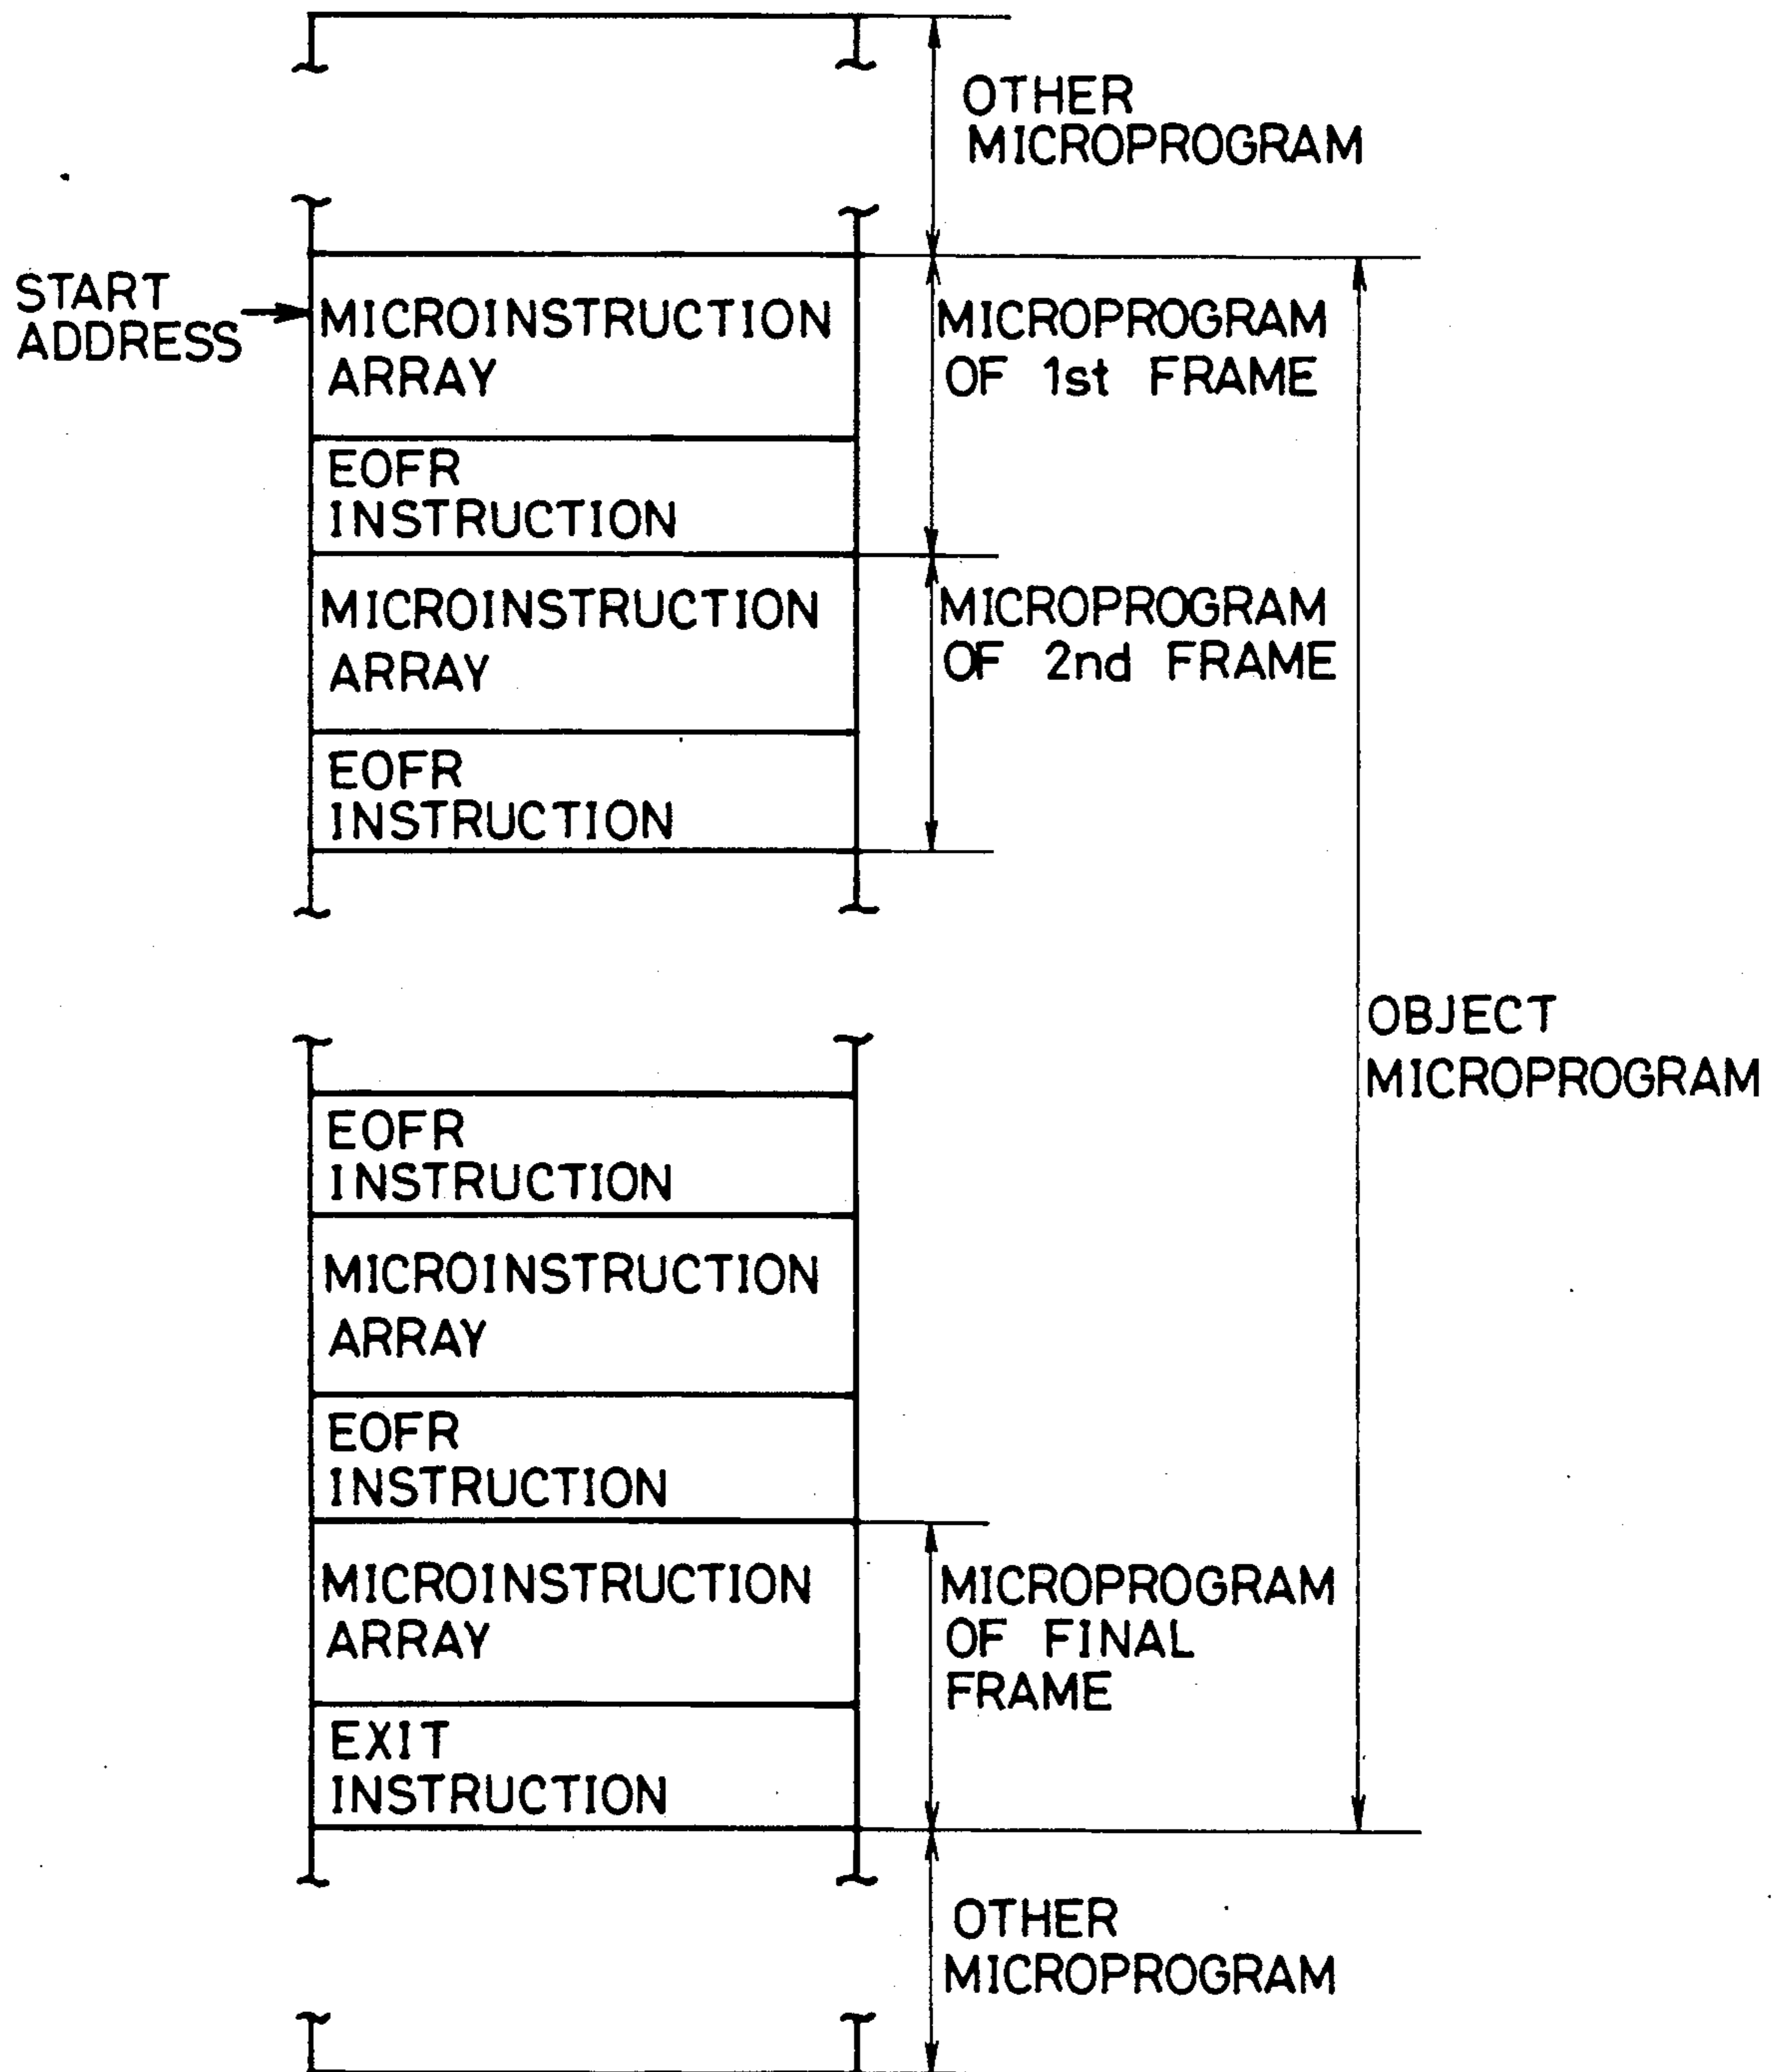 OTHER
MICROPROGRAM
START
ADDRESS
MICROINSTRUCTION
ARRAY
MICROPROGRAM
OF 1st FRAME
EOFR
INSTRUCTION
MICROINSTRUCTION
ARRAY
MICROPROGRAM
OF 2nd FRAME
EOFR
INSTRUCTION
OBJECT
MICROPROGRAM
EOFR
INSTRUCTION
MICROINSTRUCTION
ARRAY
EOFR
INSTRUCTION
MICROINSTRUCTION
ARRAY
MICROPROGRAM
OF FINAL
FRAME
EXIT
INSTRUCTION
OTHER
MICROPROGRAM